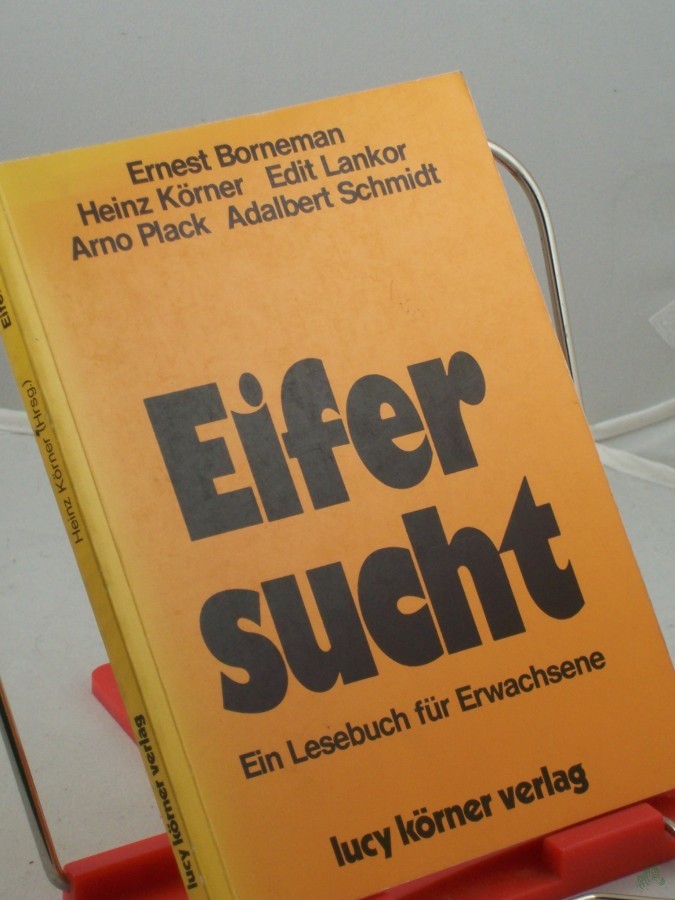 Ernest Borneman
Heinz Körner Edit Lankor
Arno Plack Adalbert Schmidt
Eifer
sucht
Ein Lesebuch für Erwachsene
lucy körner verlag
Heinz Körner (Hrsg)
lucy körner verlag